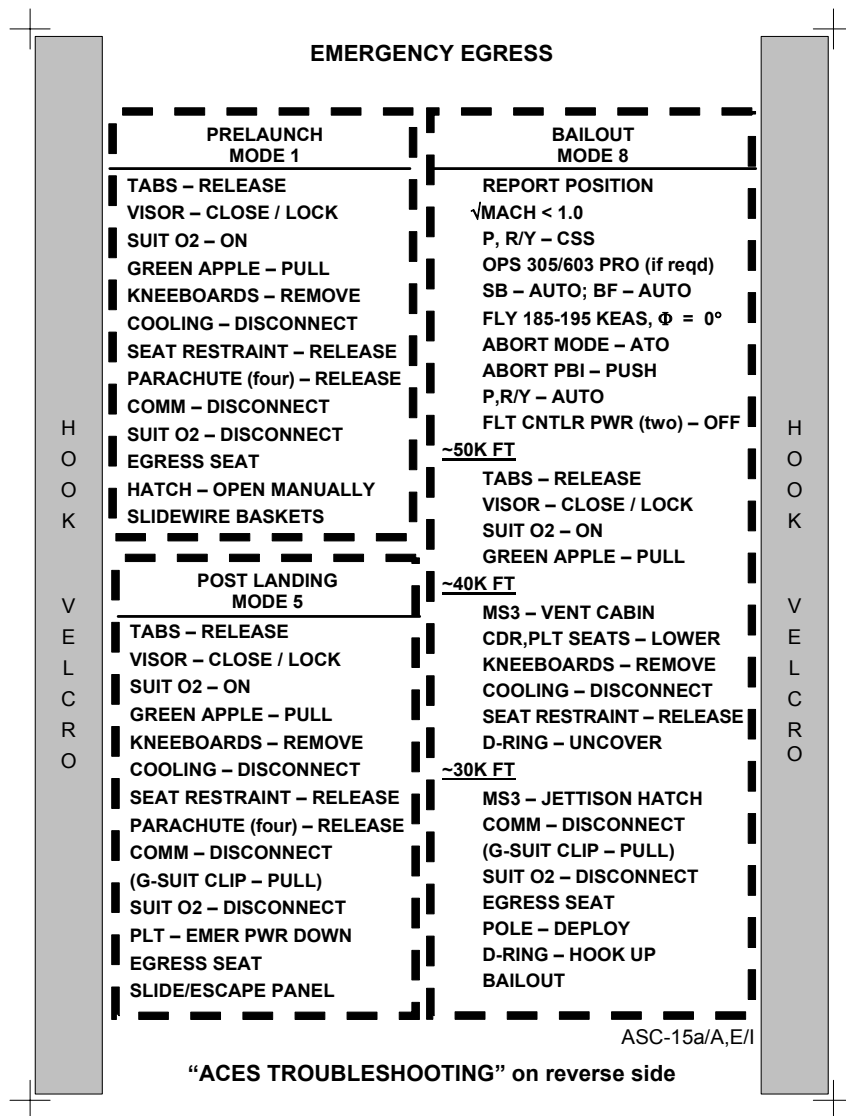 EMERGENCY EGRESS
PRELAUNCH
MODE 1
TABS – RELEASE
VISOR – CLOSE / LOCK
SUIT O2 – ON
GREEN APPLE – PULL
KNEEBOARDS – REMOVE
COOLING – DISCONNECT
SEAT RESTRAINT – RELEASE
PARACHUTE (four) – RELEASE
COMM – DISCONNECT
SUIT O2 – DISCONNECT
EGRESS SEAT
HATCH – OPEN MANUALLY
SLIDEWIRE BASKETS
POST LANDING
MODE 5
TABS – RELEASE
VISOR – CLOSE / LOCK
SUIT O2 – ON
GREEN APPLE – PULL
KNEEBOARDS – REMOVE
COOLING – DISCONNECT
SEAT RESTRAINT – RELEASE
PARACHUTE (four) – RELEASE
COMM – DISCONNECT
(G-SUIT CLIP – PULL)
SUIT O2 – DISCONNECT
PLT – EMER PWR DOWN
EGRESS SEAT
SLIDE/ESCAPE PANEL
BAILOUT
MODE 8
REPORT POSITION
√MACH < 1.0
P, R/Y – CSS
OPS 305/603 PRO (if reqd)
SB – AUTO; BF – AUTO
FLY 185-195 KEAS, Φ = 0°
ABORT MODE – ATO
ABORT PBI – PUSH
P,R/Y – AUTO
FLT CNTLR PWR (two) – OFF
~50K FT
TABS – RELEASE
VISOR – CLOSE / LOCK
SUIT O2 – ON
GREEN APPLE – PULL
~40K FT
MS3 – VENT CABIN
CDR,PLT SEATS – LOWER
KNEEBOARDS – REMOVE
COOLING – DISCONNECT
SEAT RESTRAINT – RELEASE
D-RING – UNCOVER
~30K FT
MS3 – JETTISON HATCH
COMM – DISCONNECT
(G-SUIT CLIP – PULL)
SUIT O2 – DISCONNECT
EGRESS SEAT
POLE – DEPLOY
D-RING – HOOK UP
BAILOUT
HOOK VELCRO
HOOK VELCRO
ASC-15a/A,E/I
“ACES TROUBLESHOOTING” on reverse side